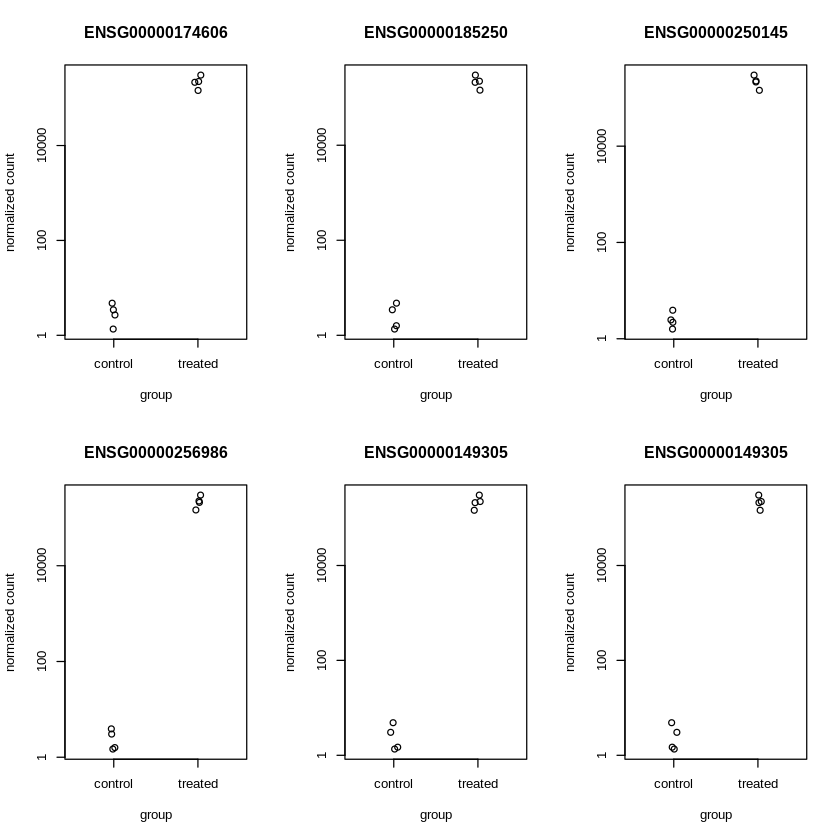 ENSG00000174606
normalized count
10000
100
1
control treated
group
ENSG00000185250
normalized count
10000
100
1
control treated
group
ENSG00000250145
normalized count
10000
100
1
control treated
group
ENSG00000256986
normalized count
10000
100
1
control treated
group
ENSG00000149305
normalized count
10000
100
1
control treated
group
ENSG00000149305
normalized count
10000
100
1
control treated
group